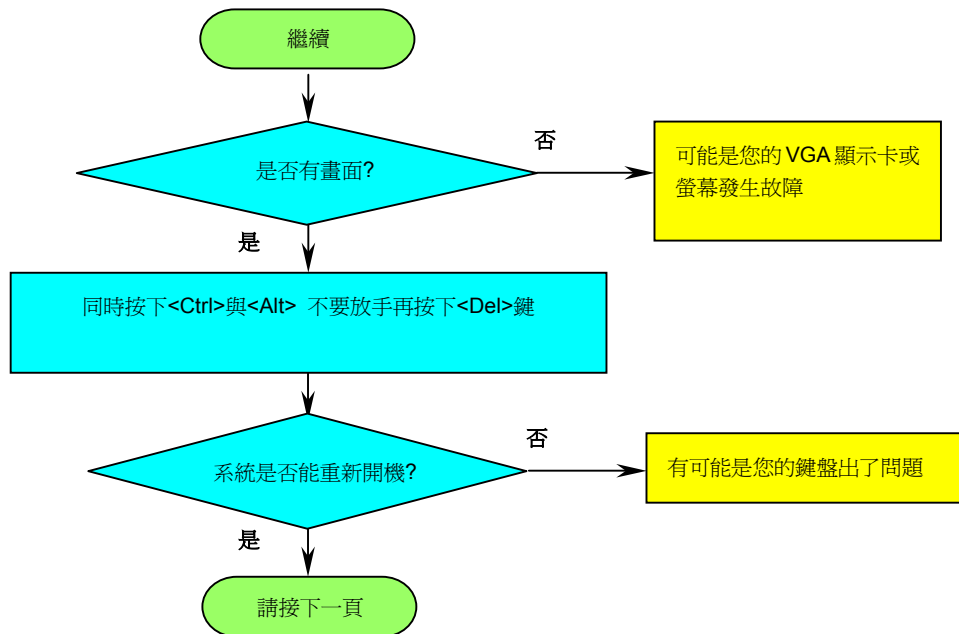 繼續
是否有畫面?
否
可能是您的 VGA 顯示卡或
螢幕發生故障
是
同時按下<Ctrl>與<Alt> 不要放手再按下<Del>鍵
系統是否能重新開機?
否
有可能是您的鍵盤出了問題
是
請接下一頁